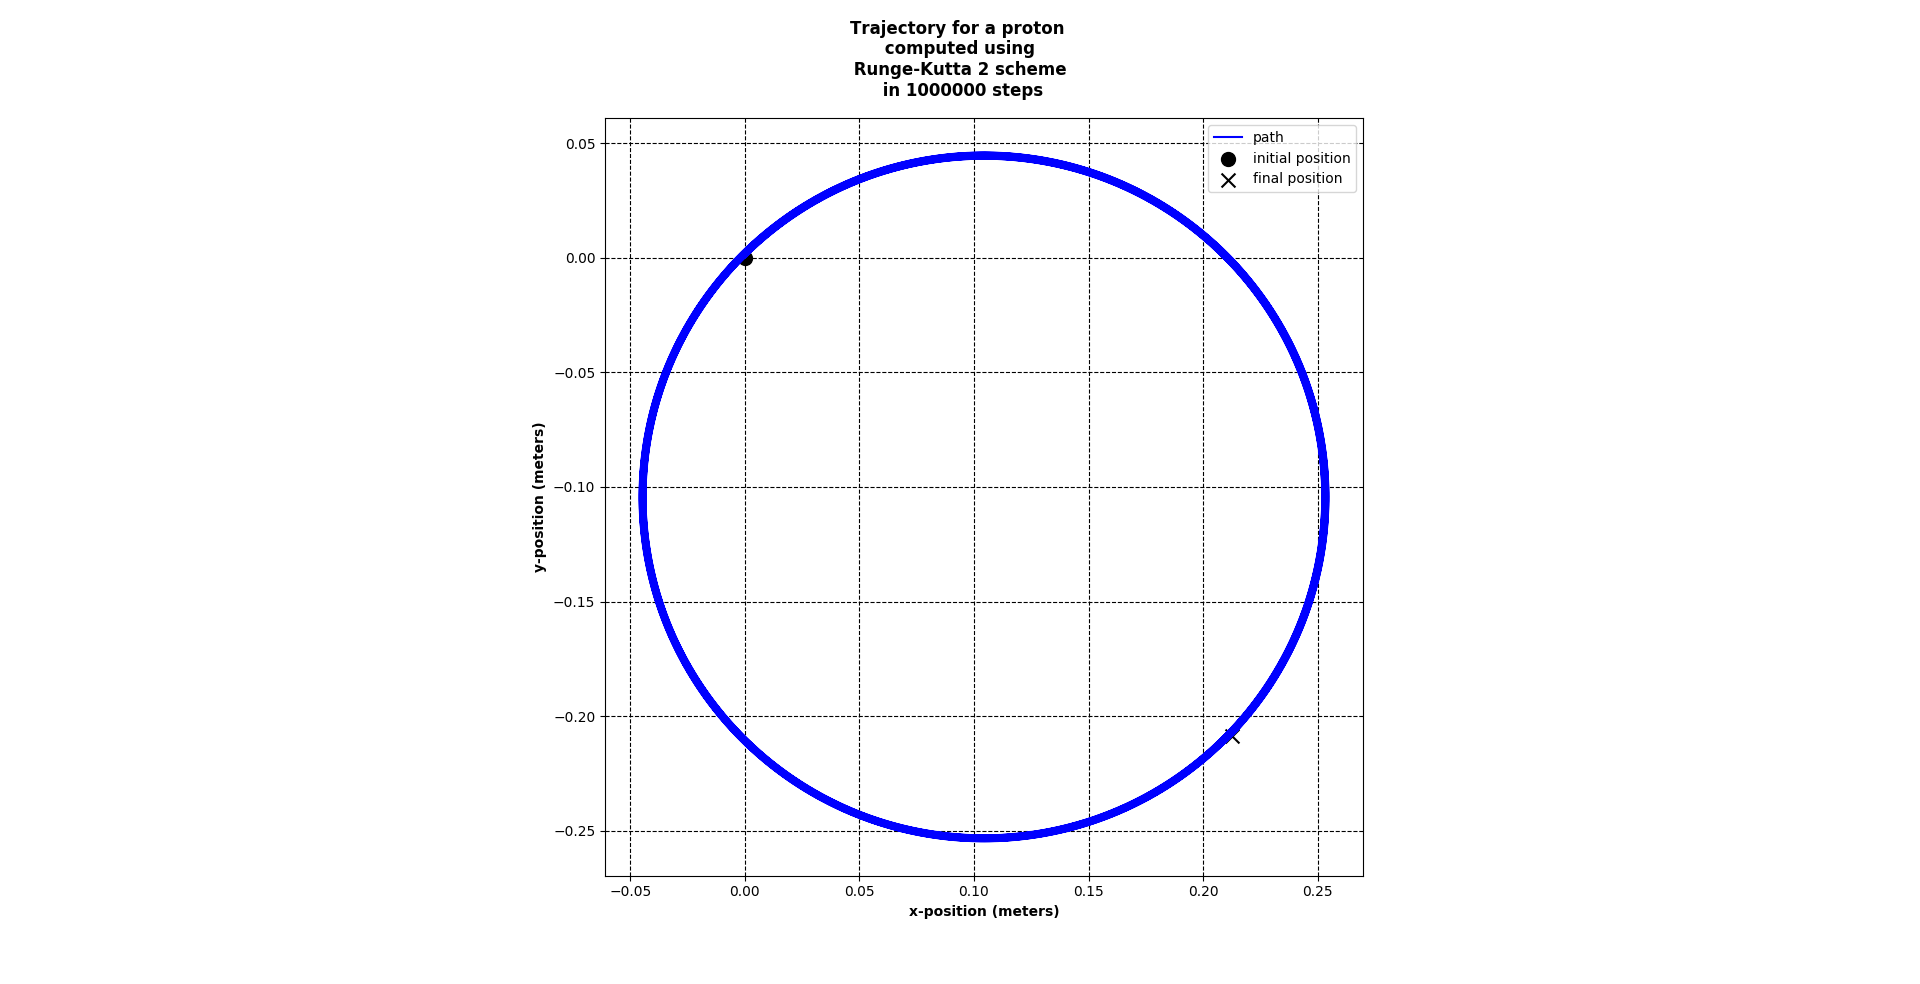 Trajectory for a proton
computed using
Runge-Kutta 2 scheme
in 1000000 steps
path
initial position
final position
0.05
0.00
−0.05
−0.10
−0.15
−0.20
−0.25
y-position (meters)
−0.05 0.00 0.05 0.10 0.15 0.20 0.25
x-position (meters)